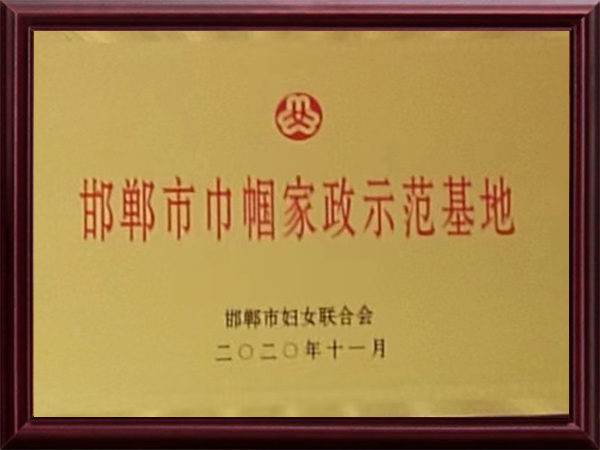 邯郸市巾帼家政示范基地
邯郸市妇女联合会
二〇二〇年十一月